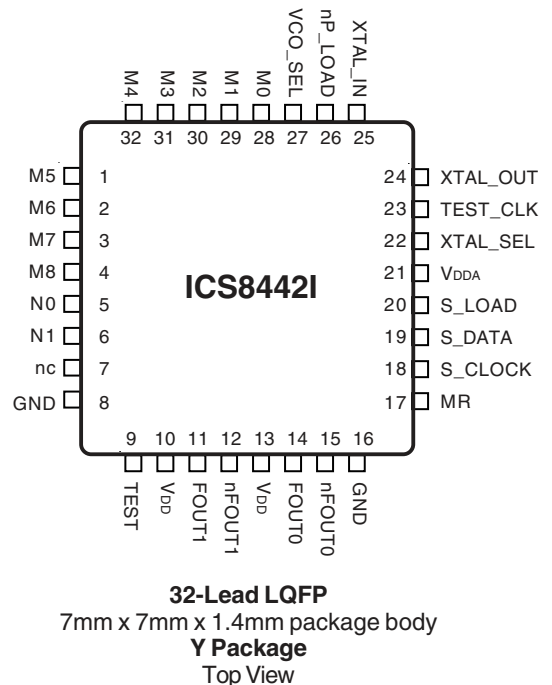 M4 M3 M2 M1 M0 VCO_SEL nP_LOAD XTAL_IN
32 31 30 29 28 27 26 25
M5 1
M6 2
M7 3
M8 4
N0 5
N1 6
nc 7
GND 8
ICS8442I
24 XTAL_OUT
23 TEST_CLK
22 XTAL_SEL
21 VDDA
20 S_LOAD
19 S_DATA
18 S_CLOCK
17 MR
9 10 11 12 13 14 15 16
TEST VDD FOUT1 nFOUT1 VDD FOUT0 nFOUT0 GND
32-Lead LQFP
7mm x 7mm x 1.4mm package body
Y Package
Top View